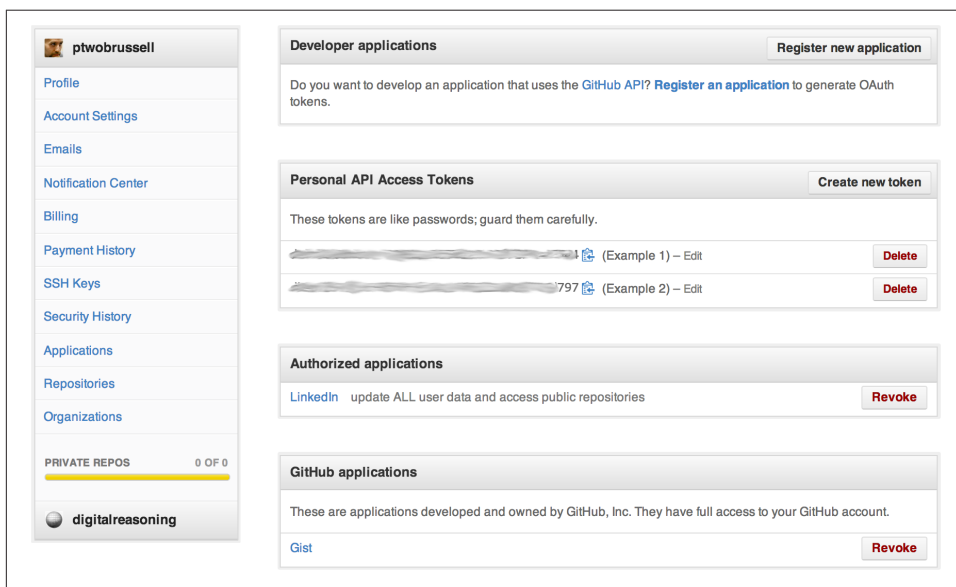 ptwobrussell
Profile
Account Settings
Emails
Notification Center
Billing
Payment History
SSH Keys
Security History
Applications
Repositories
Organizations
PRIVATE REPOS 0 OF 0
digitalreasoning
Developer applications
Register new application
Do you want to develop an application that uses the GitHub API? Register an application to generate OAuth
tokens.
Personal API Access Tokens
Create new token
These tokens are like passwords; guard them carefully.
(Example 1) – Edit
Delete
797 (Example 2) – Edit
Delete
Authorized applications
LinkedIn update ALL user data and access public repositories
Revoke
GitHub applications
These are applications developed and owned by GitHub, Inc. They have full access to your GitHub account.
Gist
Revoke